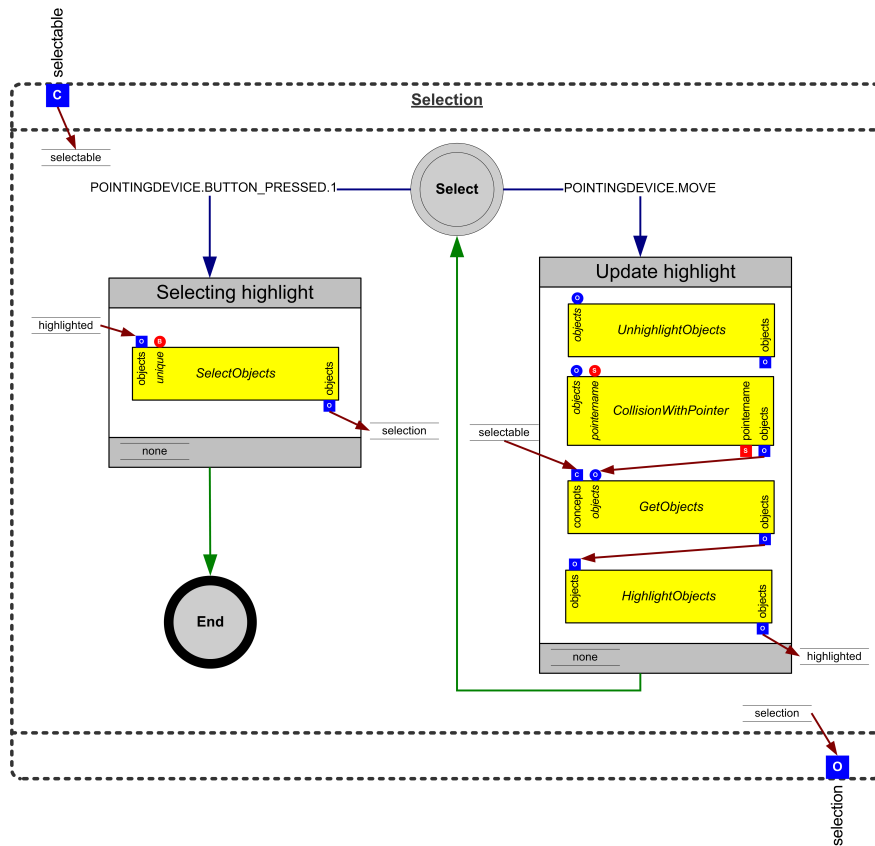 selectable
C
Selection
selectable
POINTINGDEVICE.BUTTON_PRESSED.1
Select
POINTINGDEVICE.MOVE
Selecting highlight
highlighted
O
B
objects
unique
SelectObjects
objects
O
selection
none
End
Update highlight
O
objects
UnhighlightObjects
objects
O
O
S
objects
pointername
CollisionWithPointer
pointername
objects
S
O
selectable
C
O
concepts
objects
GetObjects
objects
O
O
objects
HighlightObjects
objects
O
highlighted
none
selection
O
selection